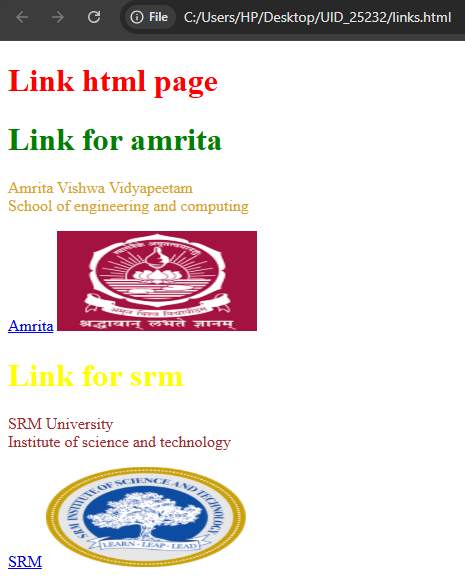 File C:/Users/HP/Desktop/UID_25232/links.html
Link html page
Link for amrita
Amrita Vishwa Vidyapeetam
School of engineering and computing
अमृत विश्व विद्यापीठम्
श्रद्धावान् लभते ज्ञानम्
Amrita
Link for srm
SRM University
Institute of science and technology
SRM INSTITUTE OF SCIENCE AND TECHNOLOGY
LEARN - LEAP - LEAD
SRM